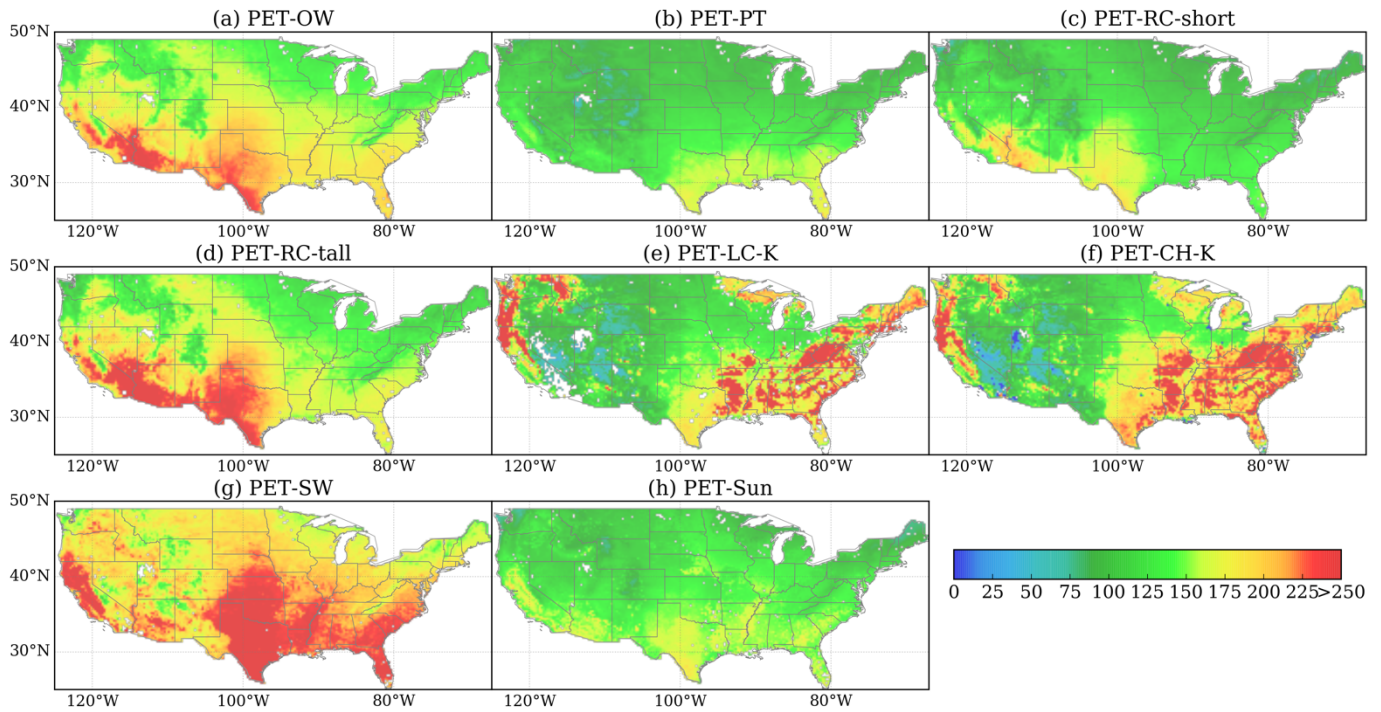 (a) PET-OW (b) PET-PT (c) PET-RC-short
50°N
40°N
30°N
120°W 100°W 80°W 120°W 100°W 80°W 120°W 100°W 80°W
(d) PET-RC-tall (e) PET-LC-K (f) PET-CH-K
50°N
40°N
30°N
120°W 100°W 80°W 120°W 100°W 80°W 120°W 100°W 80°W
(g) PET-SW (h) PET-Sun
50°N
40°N
0 25 50 75 100 125 150 175 200 225 >250
30°N
120°W 100°W 80°W 120°W 100°W 80°W